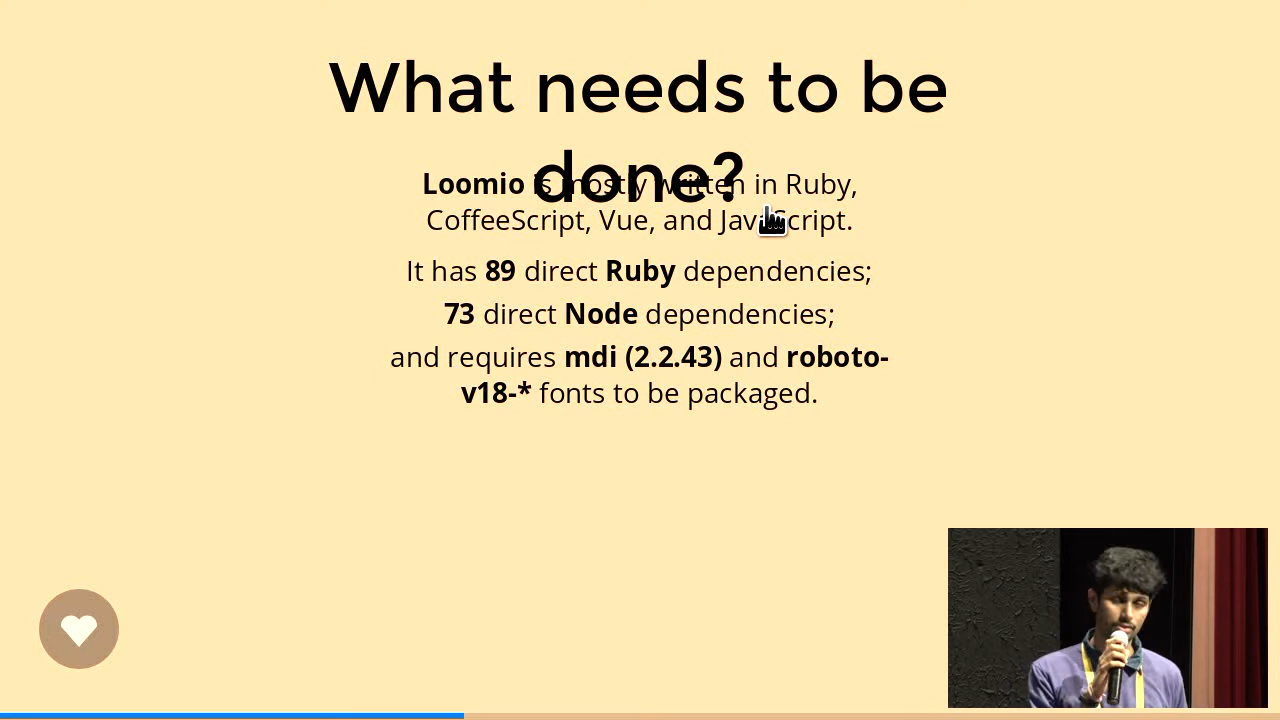 What needs to be
done?
Loomio is mostly written in Ruby,
CoffeeScript, Vue, and JavaScript.
It has 89 direct Ruby dependencies;
73 direct Node dependencies;
and requires mdi (2.2.43) and roboto-
v18-* fonts to be packaged.